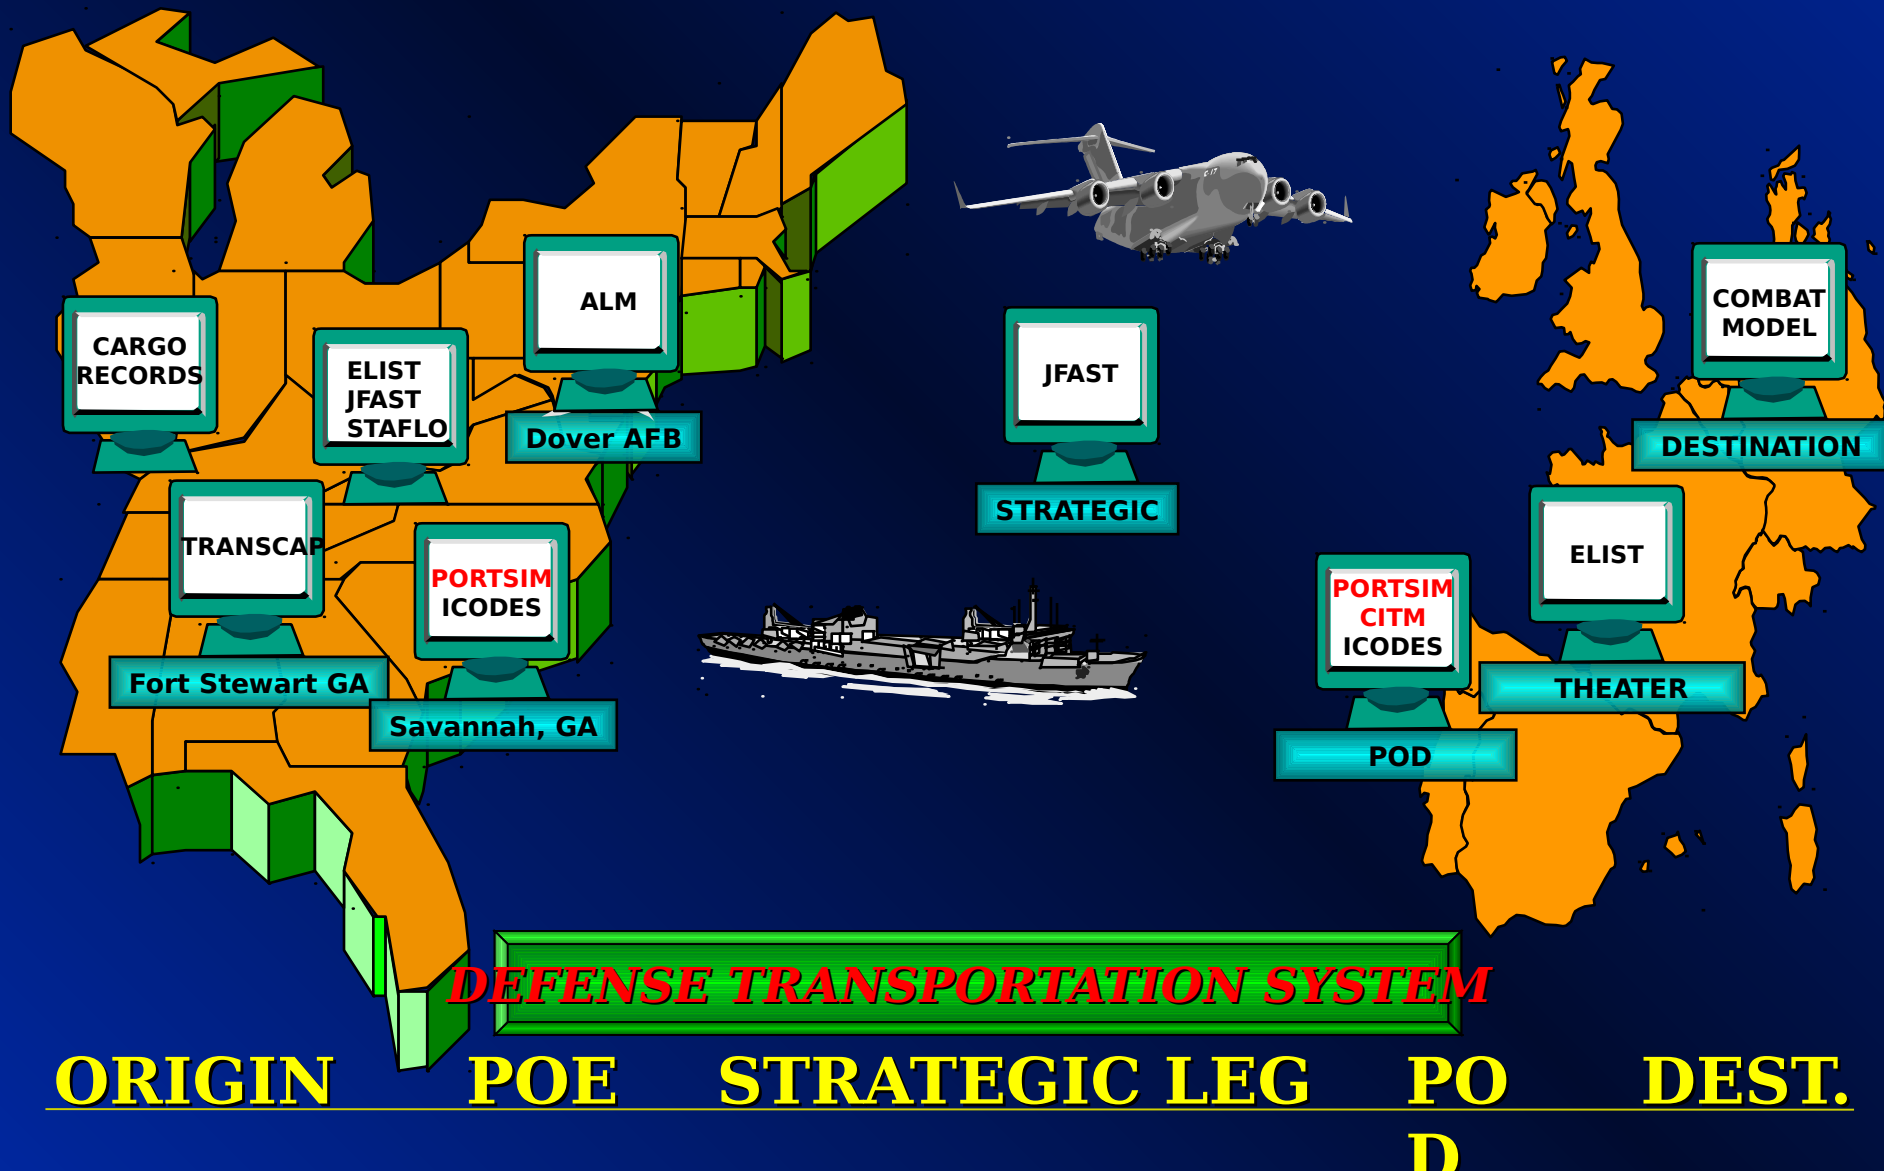 C-17
ALM
Dover AFB
CARGO
RECORDS
ELIST
JFAST
STAFLO
TRANSCAP
Fort Stewart GA
PORTSIM
ICODES
Savannah, GA
JFAST
STRATEGIC
COMBAT
MODEL
DESTINATION
ELIST
THEATER
PORTSIM
CITM
ICODES
POD
DEFENSE TRANSPORTATION SYSTEM
ORIGIN POE STRATEGIC LEG PO DEST.
D